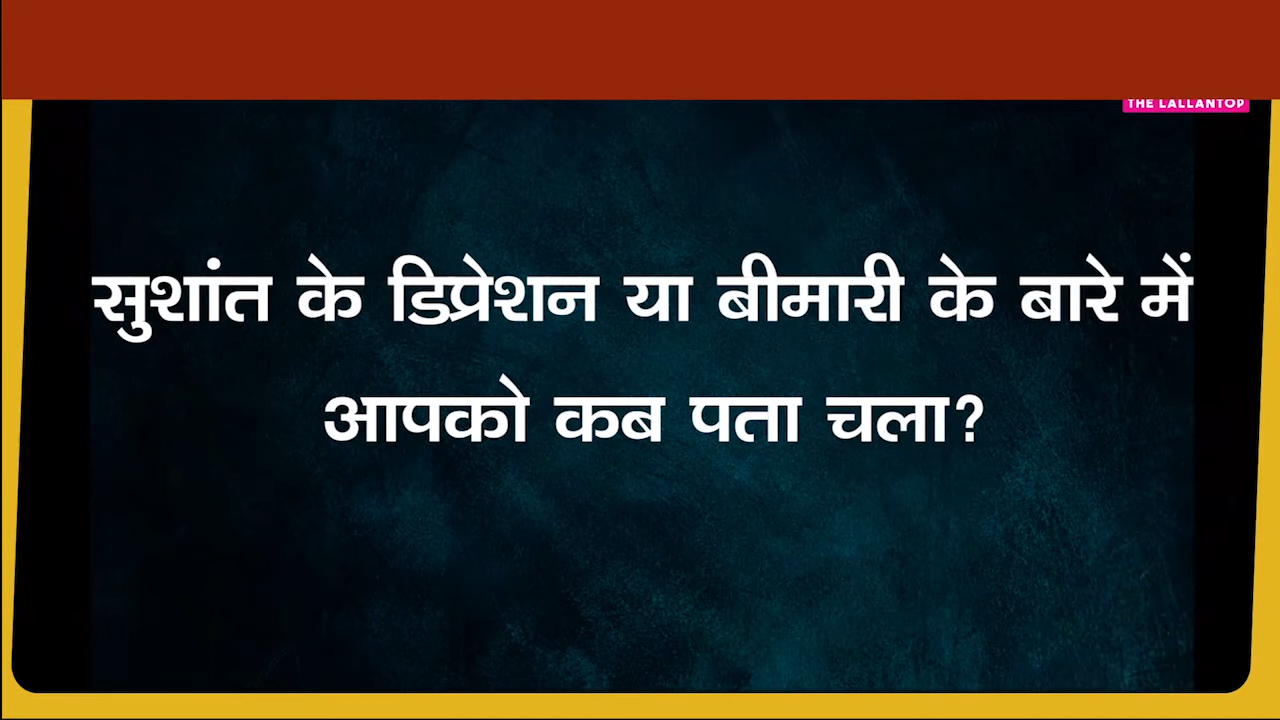 THE LALLANTOP
सुशांत के डिप्रेशन या बीमारी के बारे में
आपको कब पता चला?